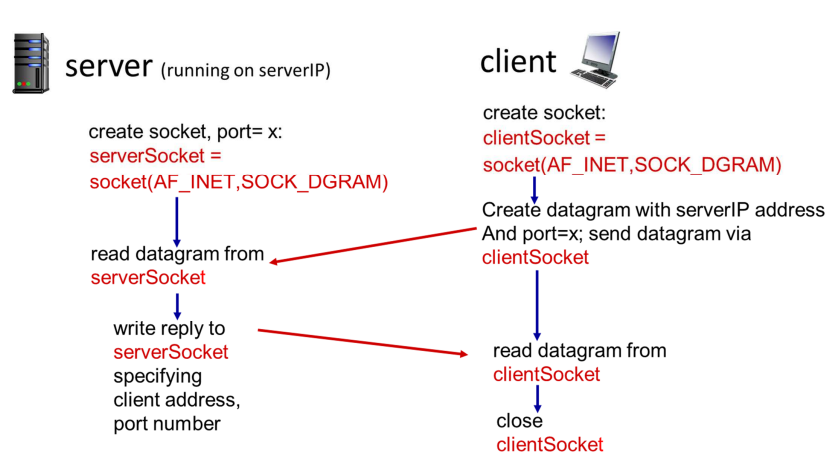 server (running on serverIP)
create socket, port= x:
serverSocket =
socket(AF_INET,SOCK_DGRAM)
read datagram from
serverSocket
write reply to
serverSocket
specifying
client address,
port number
client
create socket:
clientSocket =
socket(AF_INET,SOCK_DGRAM)
Create datagram with serverIP address
And port=x; send datagram via
clientSocket
read datagram from
clientSocket
close
clientSocket